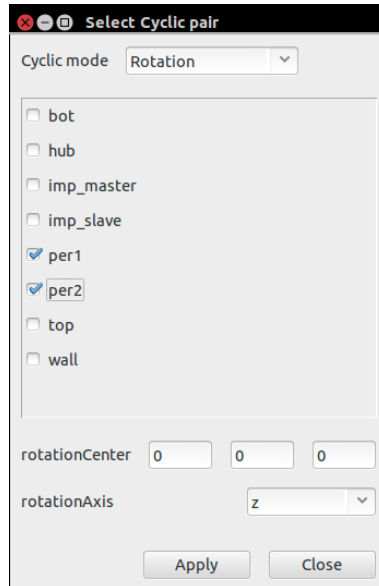 Select Cyclic pair
Cyclic mode Rotation
bot
hub
imp_master
imp_slave
per1
per2
top
wall
rotationCenter 0 0 0
rotationAxis z
Apply Close